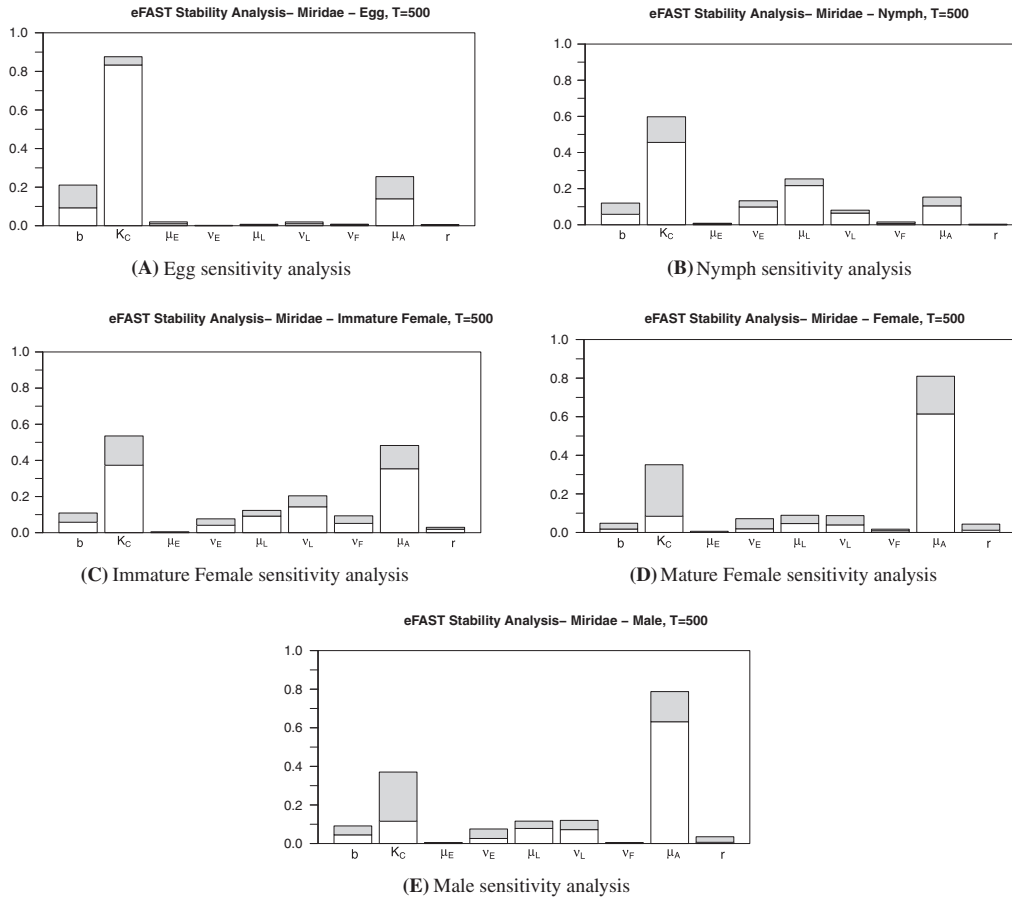 eFAST Stability Analysis– Miridae – Egg, T=500
1.0
0.8
0.6
0.4
0.2
0.0
b K_C μ_E ν_E μ_L ν_L ν_F μ_A r
(A) Egg sensitivity analysis
eFAST Stability Analysis– Miridae – Nymph, T=500
1.0
0.8
0.6
0.4
0.2
0.0
b K_C μ_E ν_E μ_L ν_L ν_F μ_A r
(B) Nymph sensitivity analysis
eFAST Stability Analysis– Miridae – Immature Female, T=500
1.0
0.8
0.6
0.4
0.2
0.0
b K_C μ_E ν_E μ_L ν_L ν_F μ_A r
(C) Immature Female sensitivity analysis
eFAST Stability Analysis– Miridae – Female, T=500
1.0
0.8
0.6
0.4
0.2
0.0
b K_C μ_E ν_E μ_L ν_L ν_F μ_A r
(D) Mature Female sensitivity analysis
eFAST Stability Analysis– Miridae – Male, T=500
1.0
0.8
0.6
0.4
0.2
0.0
b K_C μ_E ν_E μ_L ν_L ν_F μ_A r
(E) Male sensitivity analysis